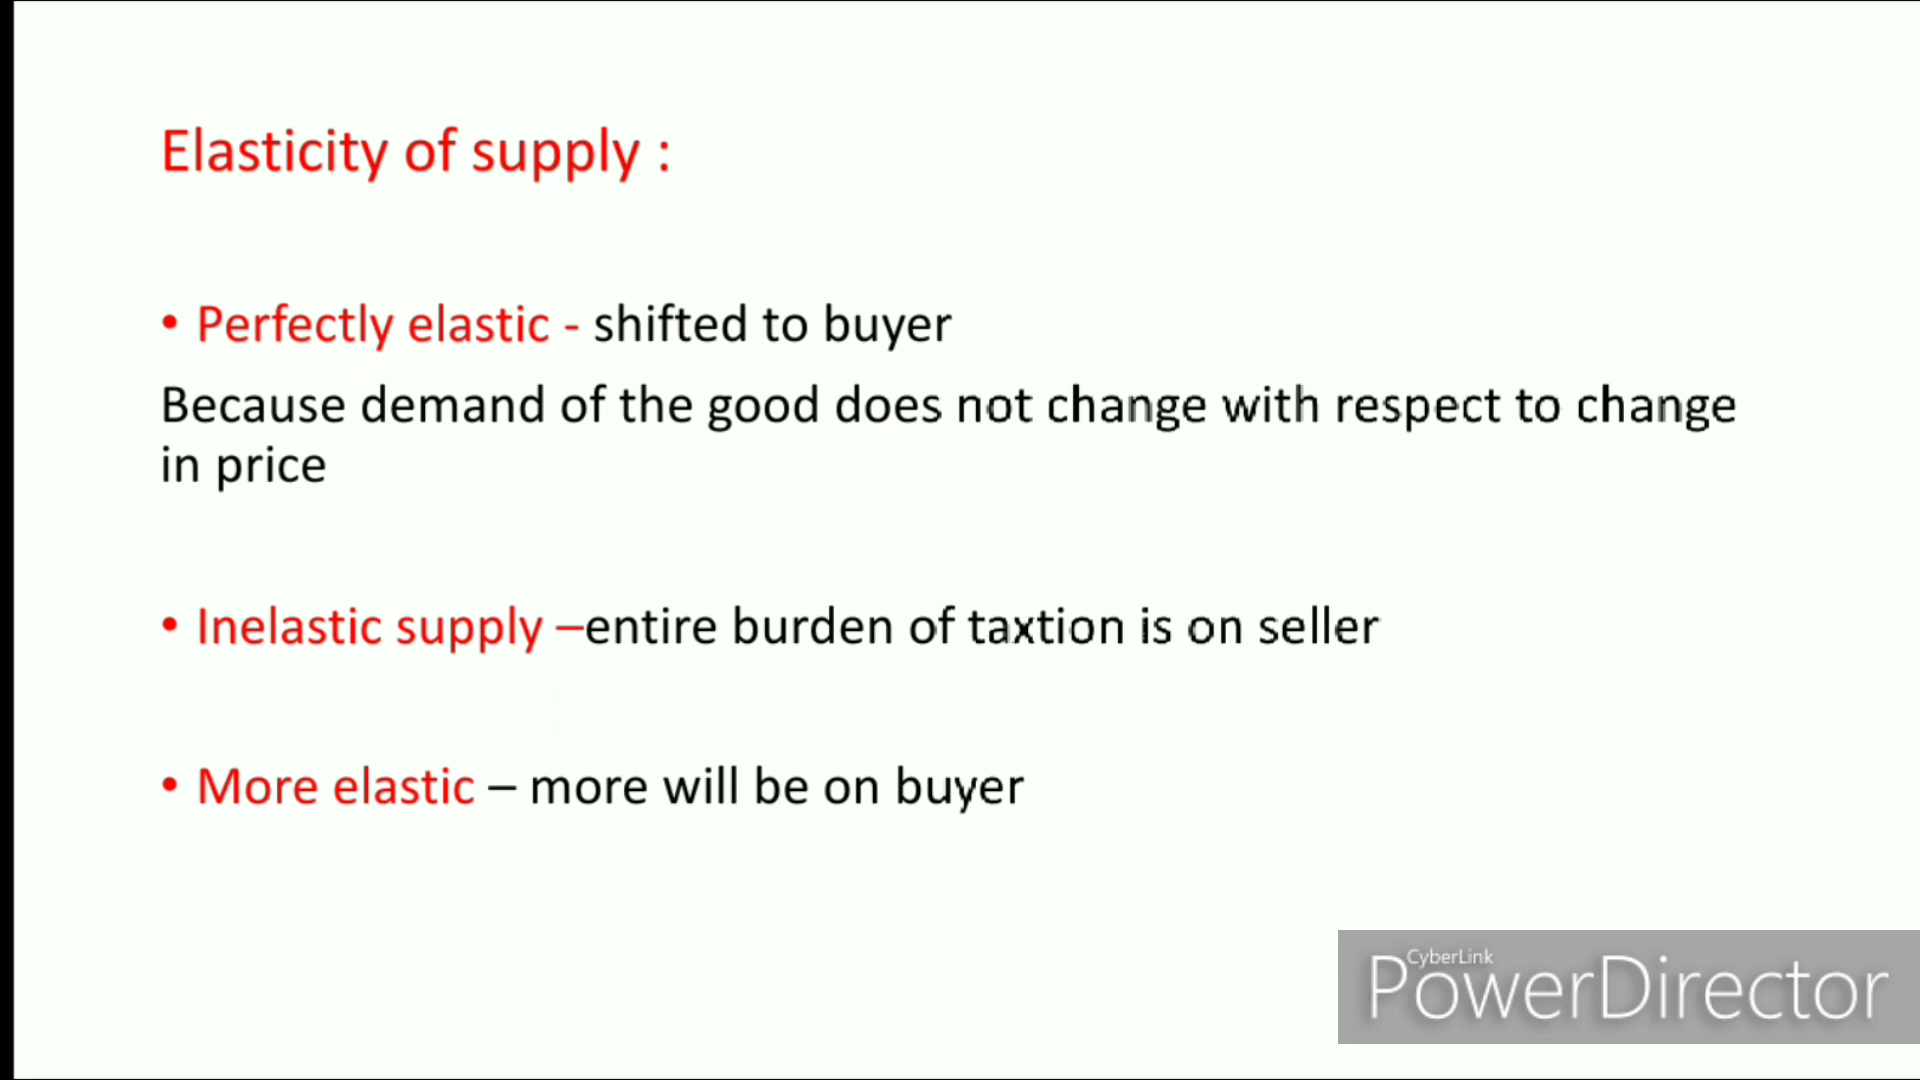 Elasticity of supply :
• Perfectly elastic - shifted to buyer
Because demand of the good does not change with respect to change
in price
• Inelastic supply –entire burden of taxtion is on seller
• More elastic – more will be on buyer
CyberLink
PowerDirector